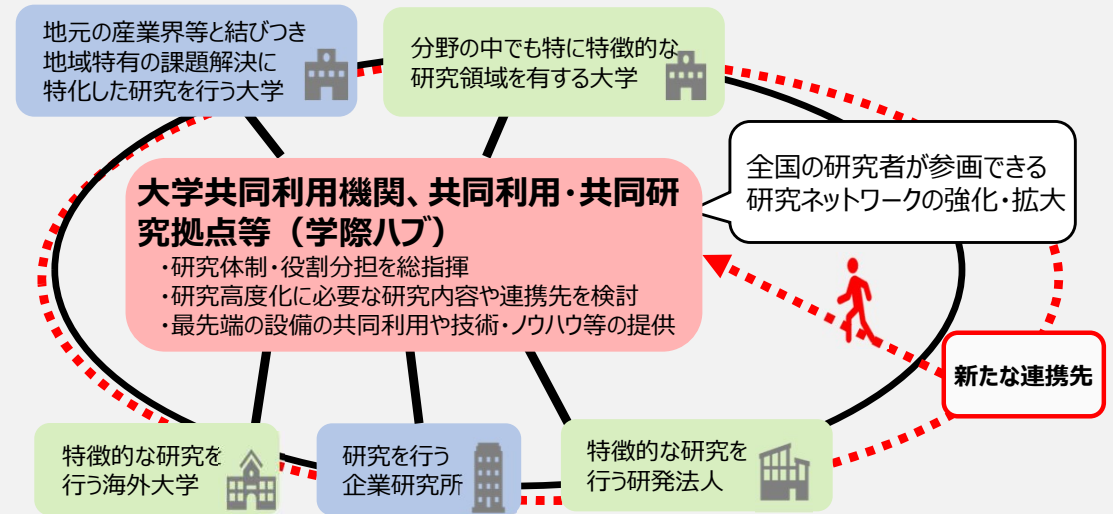 地元の産業界等と結びつき
地域特有の課題解決に
特化した研究を行う大学
分野の中でも特に特徴的な
研究領域を有する大学
全国の研究者が参画できる
研究ネットワークの強化・拡大
大学共同利用機関、共同利用・共同研
究拠点等（学際ハブ）
・研究体制・役割分担を総指揮
・研究高度化に必要な研究内容や連携先を検討
・最先端の設備の共同利用や技術・ノウハウ等の提供
新たな連携先
特徴的な研究を
行う海外大学
研究を行う
企業研究所
特徴的な研究を
行う研発法人